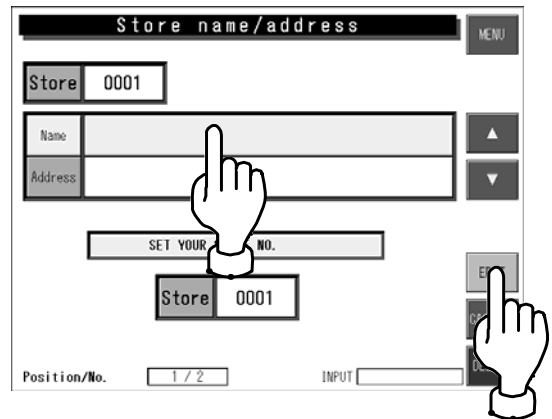 Store name/address
MENU
Store 0001
Name
Address
SET YOUR NO.
Store 0001
Position/No. 1 / 2 INPUT